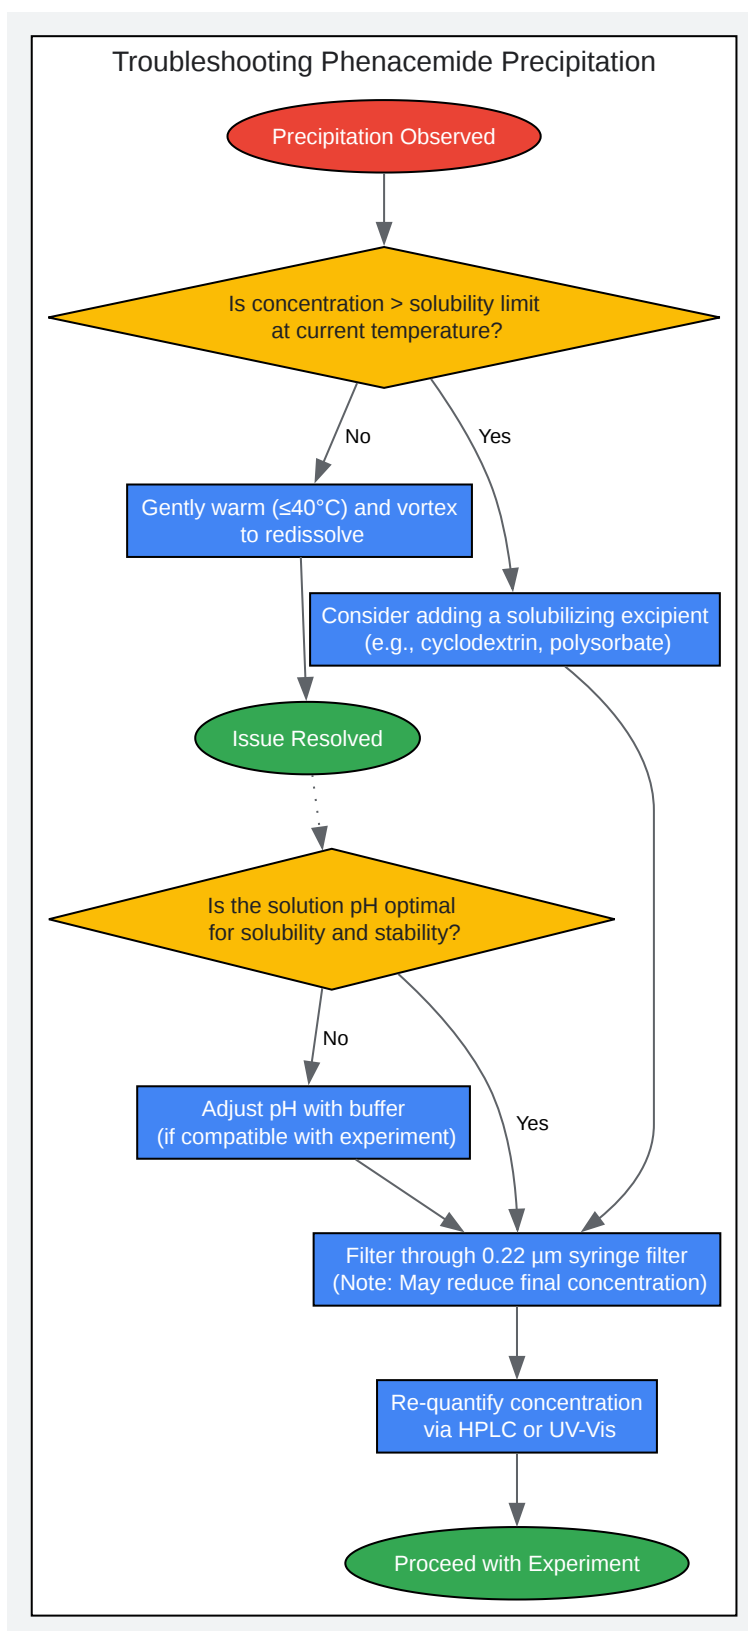 Troubleshooting Phenacemide Precipitation
Precipitation Observed
Is concentration > solubility limit
at current temperature?
No
Yes
Gently warm (≤40°C) and vortex
to redissolve
Consider adding a solubilizing excipient
(e.g., cyclodextrin, polysorbate)
Issue Resolved
Is the solution pH optimal
for solubility and stability?
No
Adjust pH with buffer
(if compatible with experiment)
Yes
Filter through 0.22 µm syringe filter
(Note: May reduce final concentration)
Re-quantify concentration
via HPLC or UV-Vis
Proceed with Experiment